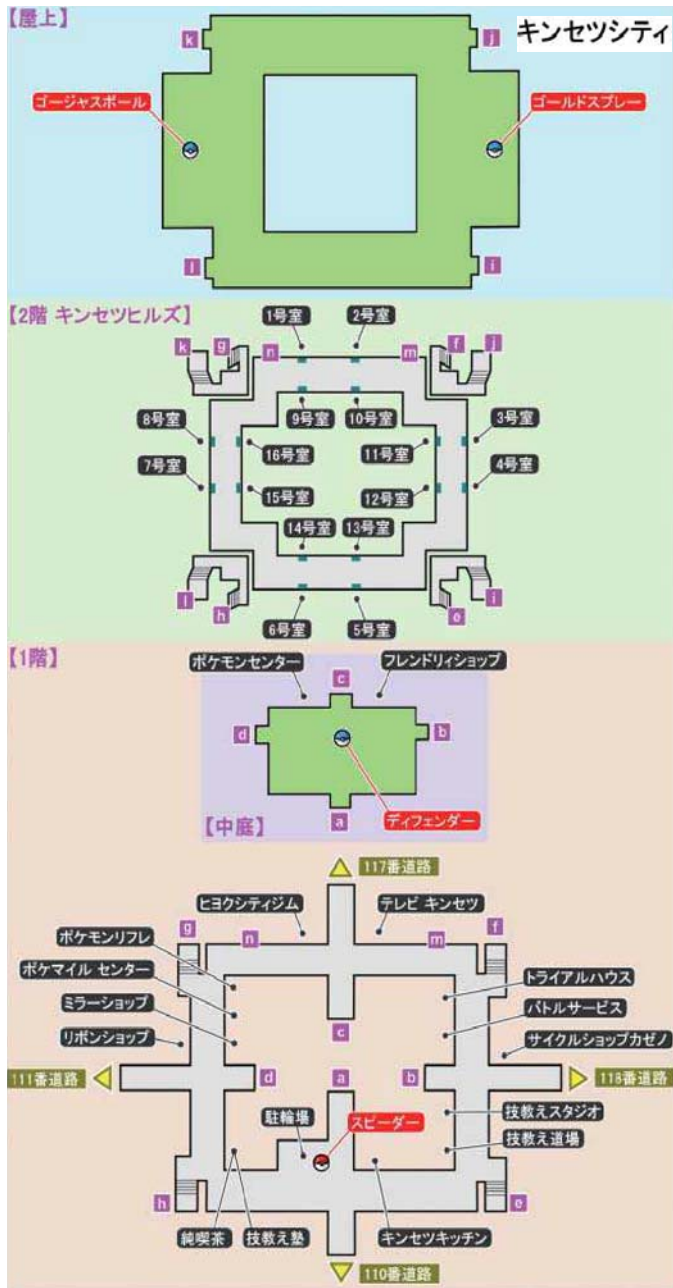 【屋上】
キンセツシティ
k
j
ゴージャスボール
ゴールドスプレー
l
i
【2階 キンセツヒルズ】
1号室
2号室
k
g
n
m
f
j
8号室
9号室
10号室
3号室
16号室
11号室
7号室
4号室
15号室
12号室
14号室
13号室
l
h
6号室
5号室
e
i
【1階】
ポケモンセンター
フレンドリィショップ
c
d
b
a
ディフェンダー
【中庭】
117番道路
ヒヨクシティジム
テレビ キンセツ
g
n
m
f
ポケモンリフレ
ポケマイル センター
トライアルハウス
ミラーショップ
バトルサービス
リボンショップ
c
サイクルショップカゼノ
111番道路
d
a
b
118番道路
駐輪場
スピーダー
技教えスタジオ
技教え道場
h
e
純喫茶
技教え塾
キンセツキッチン
110番道路